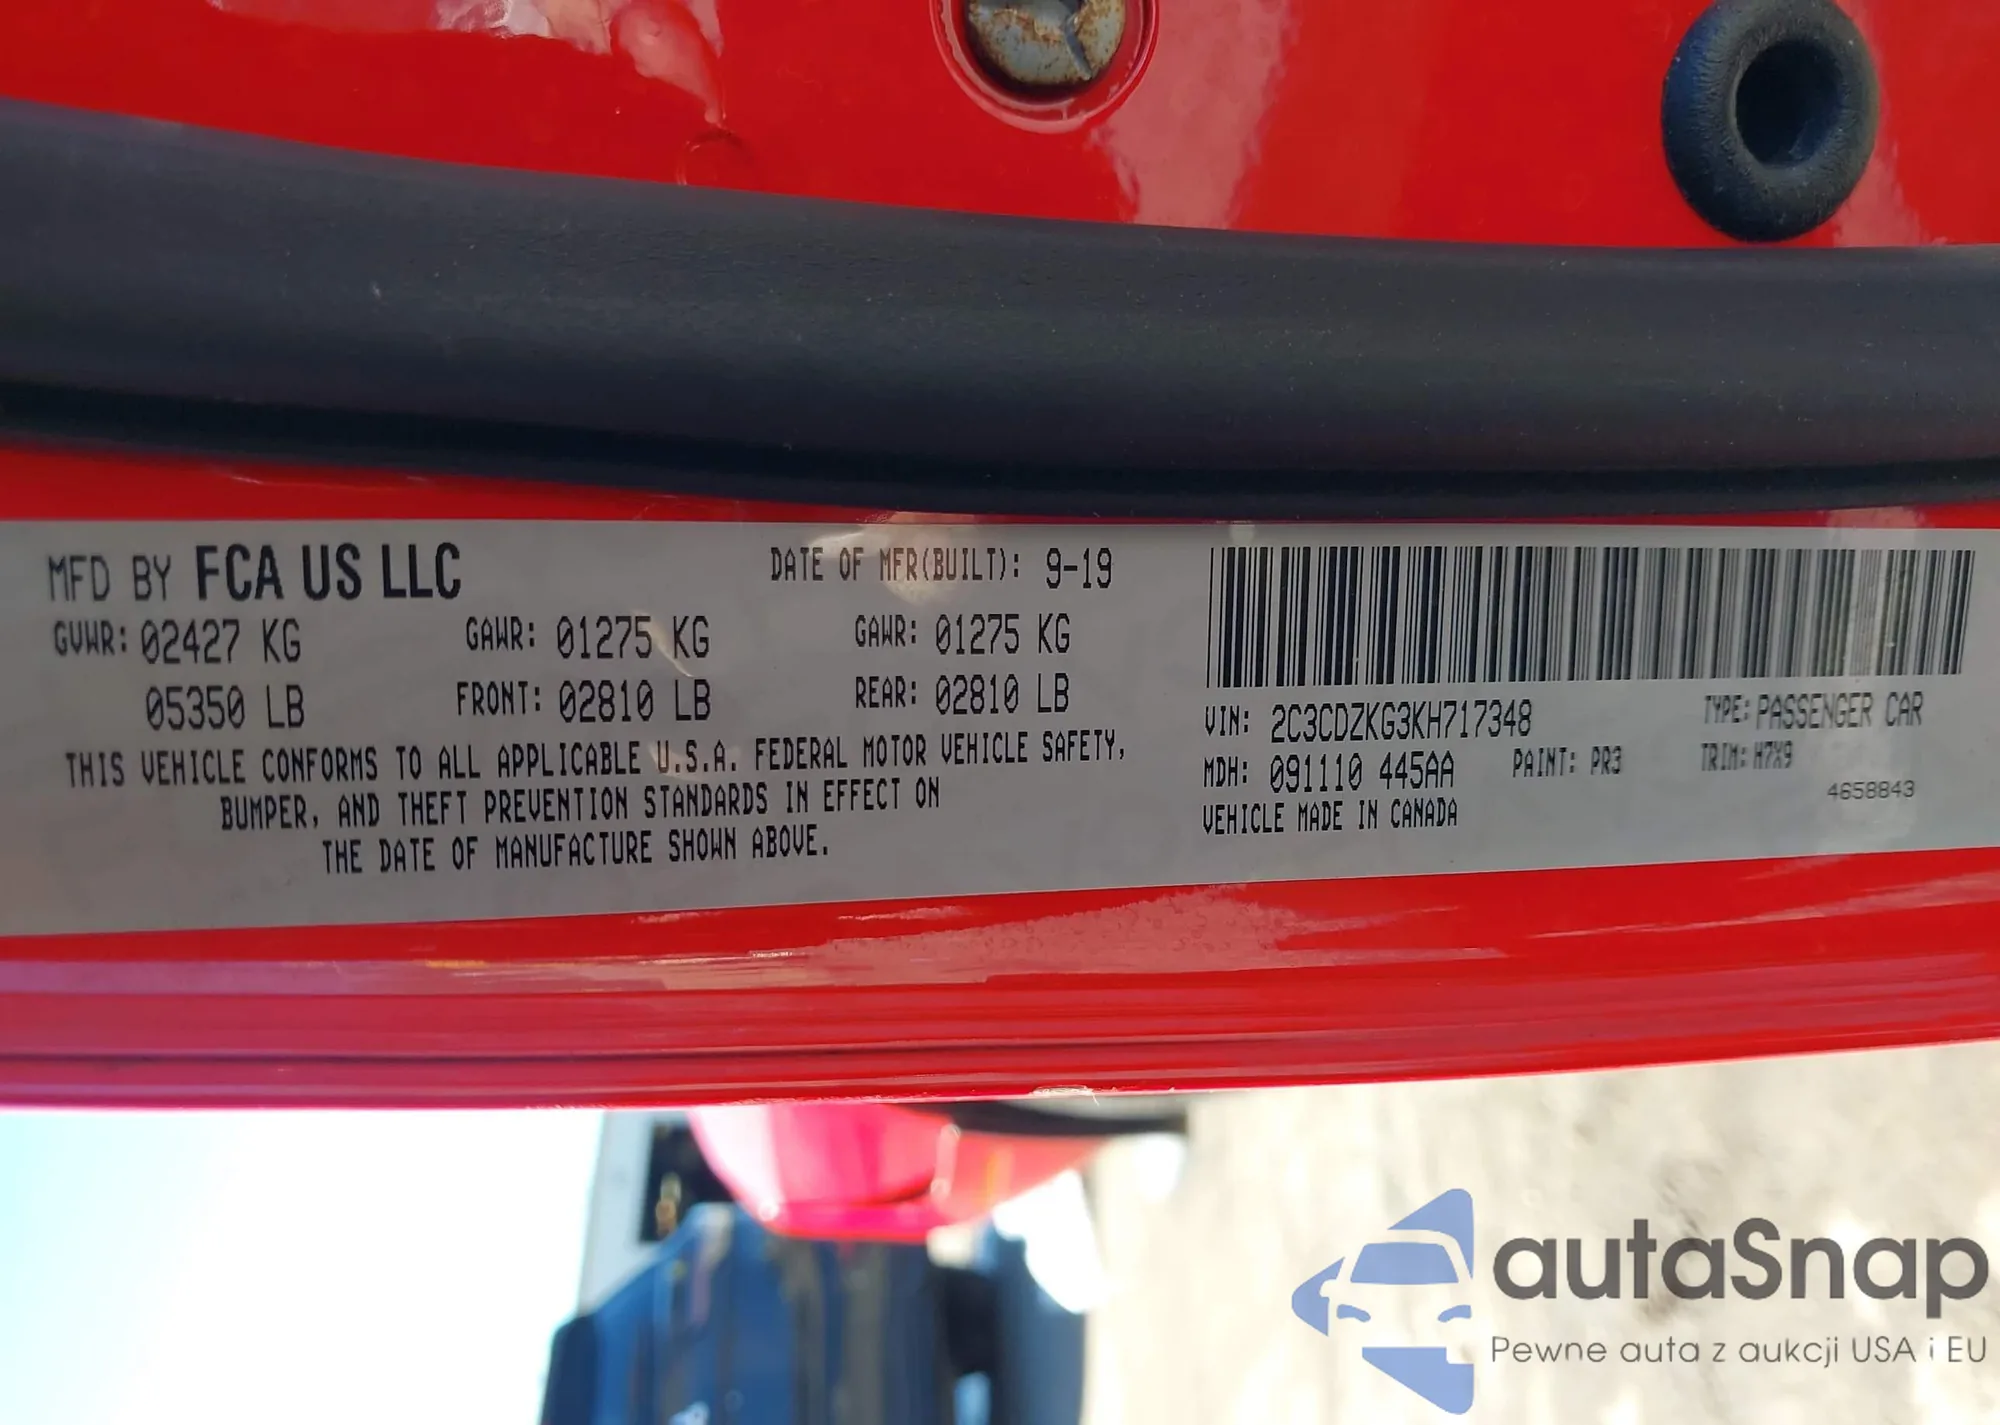 MFD BY FCA US LLC DATE OF MFR(BUILT): 9-19
GVWR: 02427 KG GAWR: 01275 KG GAWR: 01275 KG
05350 LB FRONT: 02810 LB REAR: 02810 LB
THIS VEHICLE CONFORMS TO ALL APPLICABLE U.S.A. FEDERAL MOTOR VEHICLE SAFETY,
BUMPER, AND THEFT PREVENTION STANDARDS IN EFFECT ON
THE DATE OF MANUFACTURE SHOWN ABOVE.
VIN: 2C3CDZKG3KH717348 TYPE: PASSENGER CAR
MDH: 091110 445AA PAINT: PR3 TRIM: H7X9
VEHICLE MADE IN CANADA 4658843
autaSnap
Pewne auta z aukcji USA i EU